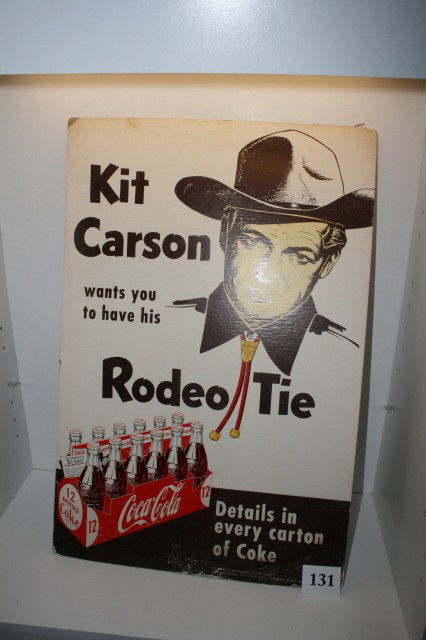 Kit
Carson
wants you
to have his
Rodeo Tie
12
Coke
12
Coca-Cola
12
Details in
every carton
of Coke
131